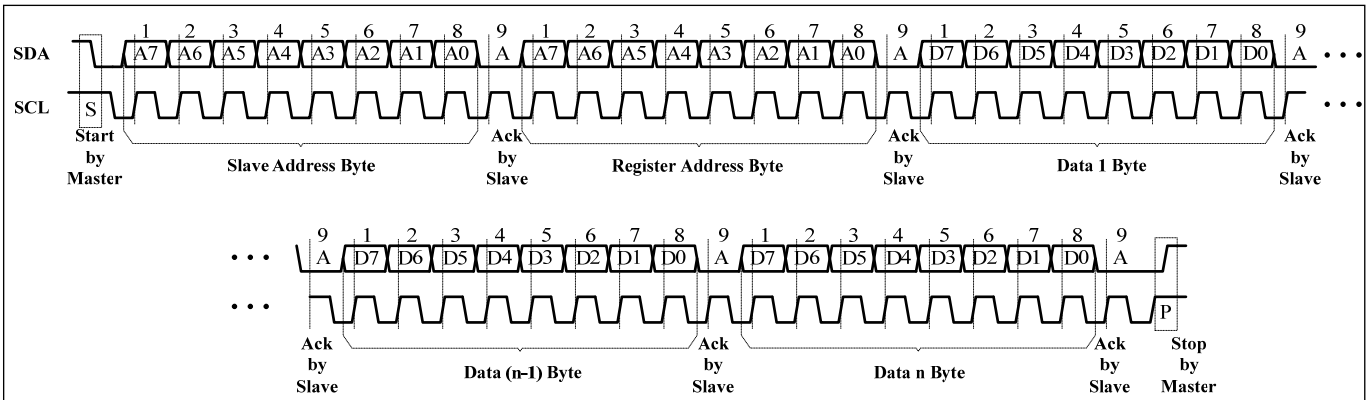 1 2 3 4 5 6 7 8 9 1 2 3 4 5 6 7 8 9 1 2 3 4 5 6 7 8 9
SDA A7 A6 A5 A4 A3 A2 A1 A0 A A7 A6 A5 A4 A3 A2 A1 A0 A D7 D6 D5 D4 D3 D2 D1 D0 A • • •
SCL S • • •
Start by Master
Slave Address Byte
Ack by Slave
Register Address Byte
Ack by Slave
Data 1 Byte
Ack by Slave
9 1 2 3 4 5 6 7 8 9 1 2 3 4 5 6 7 8 9
• • • A D7 D6 D5 D4 D3 D2 D1 D0 A D7 D6 D5 D4 D3 D2 D1 D0 A
• • • P
Ack by Slave
Data (n-1) Byte
Ack by Slave
Data n Byte
Ack by Slave
Stop by Master